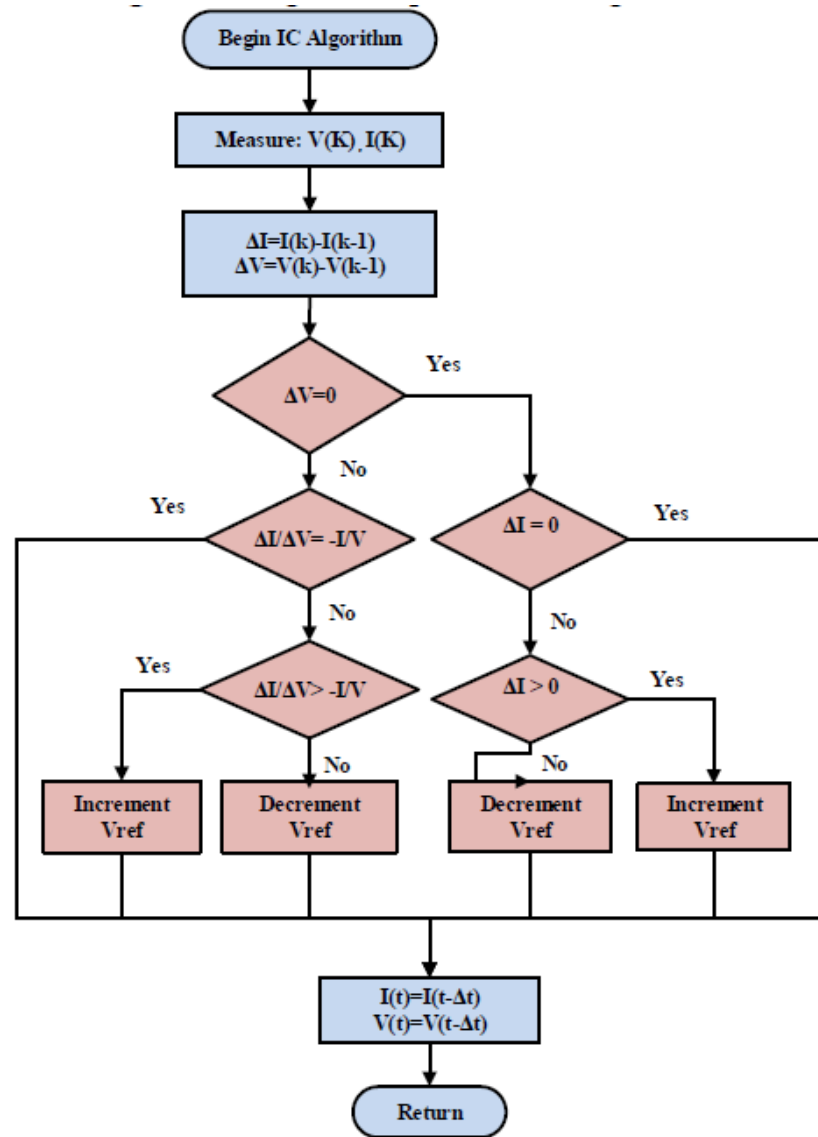 Begin IC Algorithm
Measure: V(K), I(K)
ΔI=I(k)-I(k-1)
ΔV=V(k)-V(k-1)
Yes
ΔV=0
No
Yes
Yes
ΔI/ΔV= -I/V
ΔI = 0
No
No
Yes
Yes
ΔI/ΔV> -I/V
ΔI > 0
No
No
Increment
Vref
Decrement
Vref
Decrement
Vref
Increment
Vref
I(t)=I(t-Δt)
V(t)=V(t-Δt)
Return